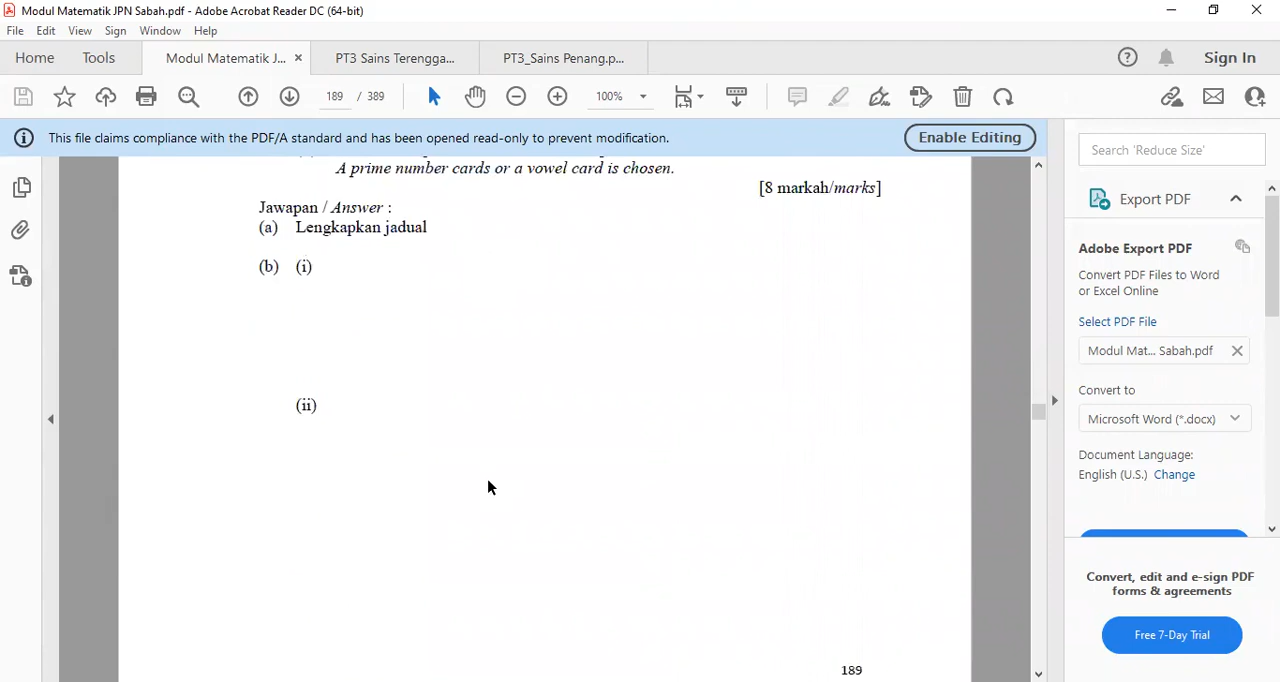 Modul Matematik JPN Sabah.pdf - Adobe Acrobat Reader DC (64-bit)
File Edit View Sign Window Help
Home Tools Modul Matematik J... × PT3 Sains Terengga... PT3_Sains Penang.p... Sign In
189 / 389 100%
This file claims compliance with the PDF/A standard and has been opened read-only to prevent modification. Enable Editing
A prime number cards or a vowel card is chosen.
[8 markah/marks]
Jawapan / Answer :
(a) Lengkapkan jadual
(b) (i)
(ii)
189
Search 'Reduce Size'
Export PDF
Adobe Export PDF
Convert PDF Files to Word
or Excel Online
Select PDF File
Modul Mat... Sabah.pdf
Convert to
Microsoft Word (*.docx)
Document Language:
English (U.S.) Change
Convert, edit and e-sign PDF
forms & agreements
Free 7-Day Trial